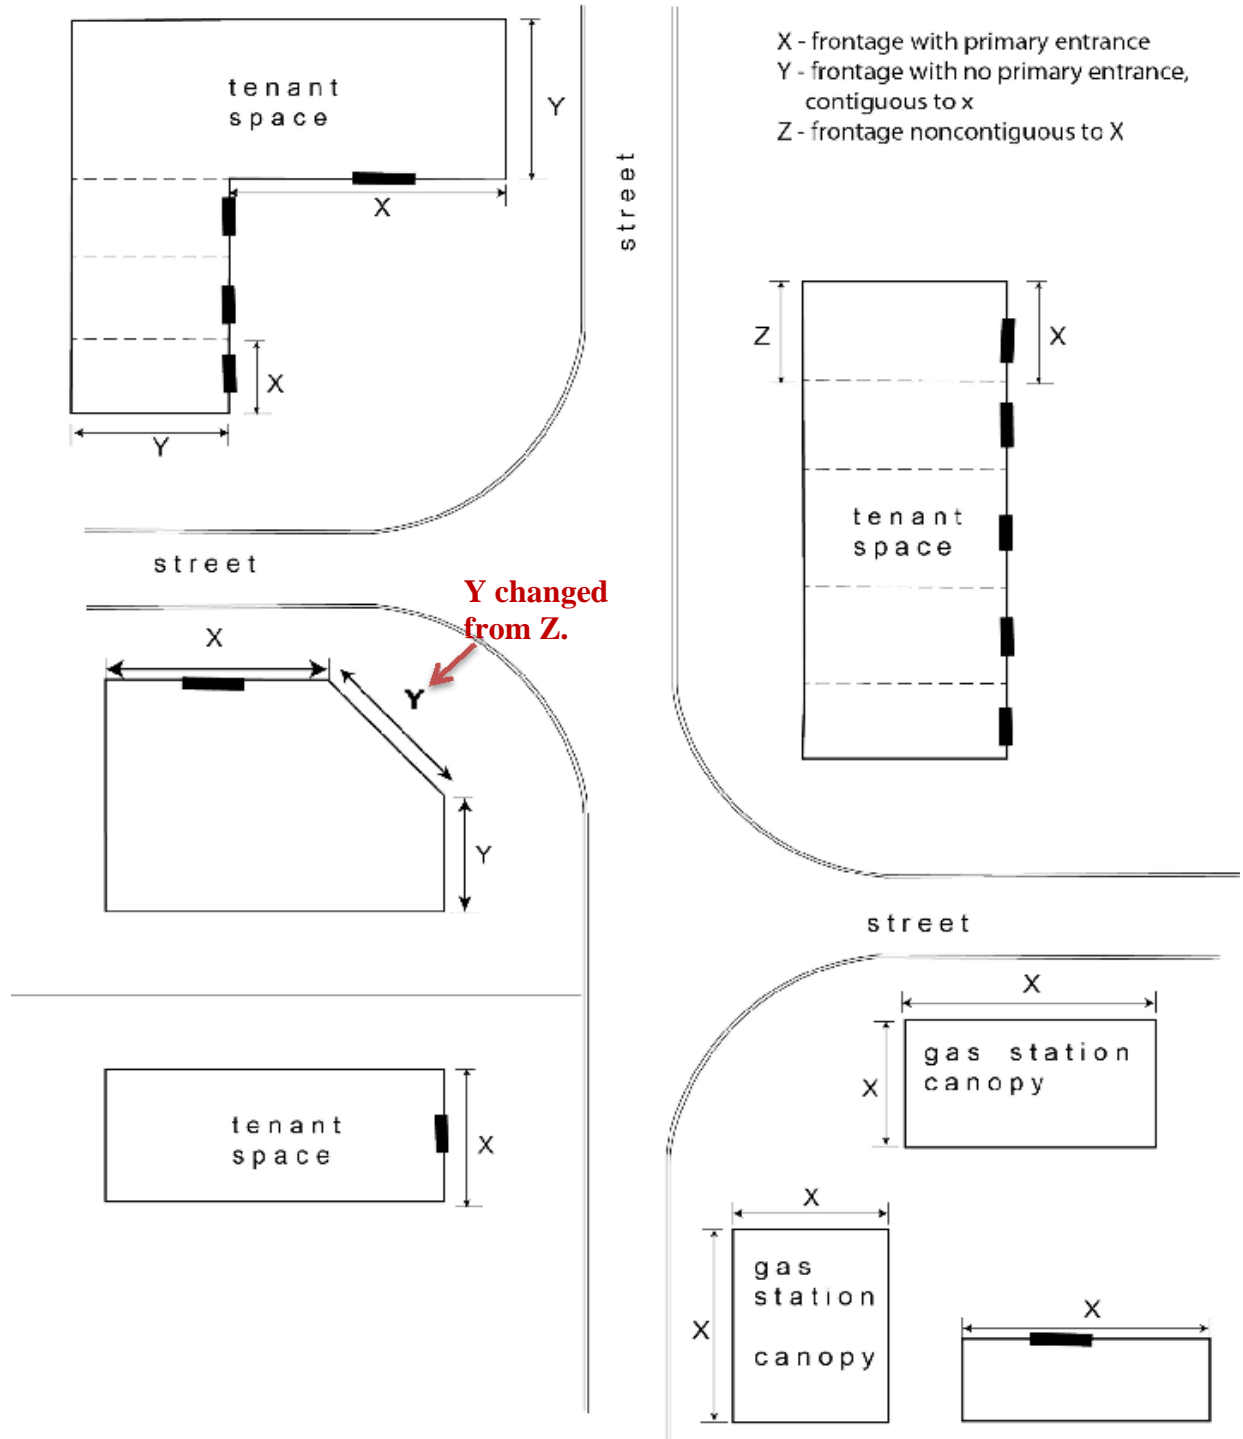 X - frontage with primary entrance
Y - frontage with no primary entrance,
contiguous to x
Z - frontage noncontiguous to X
tenant
space
Y
X
street
X
Y
Z
X
tenant
space
street
Y changed
from Z.
X
Y
Y
street
X
gas station
canopy
X
tenant
space
X
X
gas
station
canopy
X
X